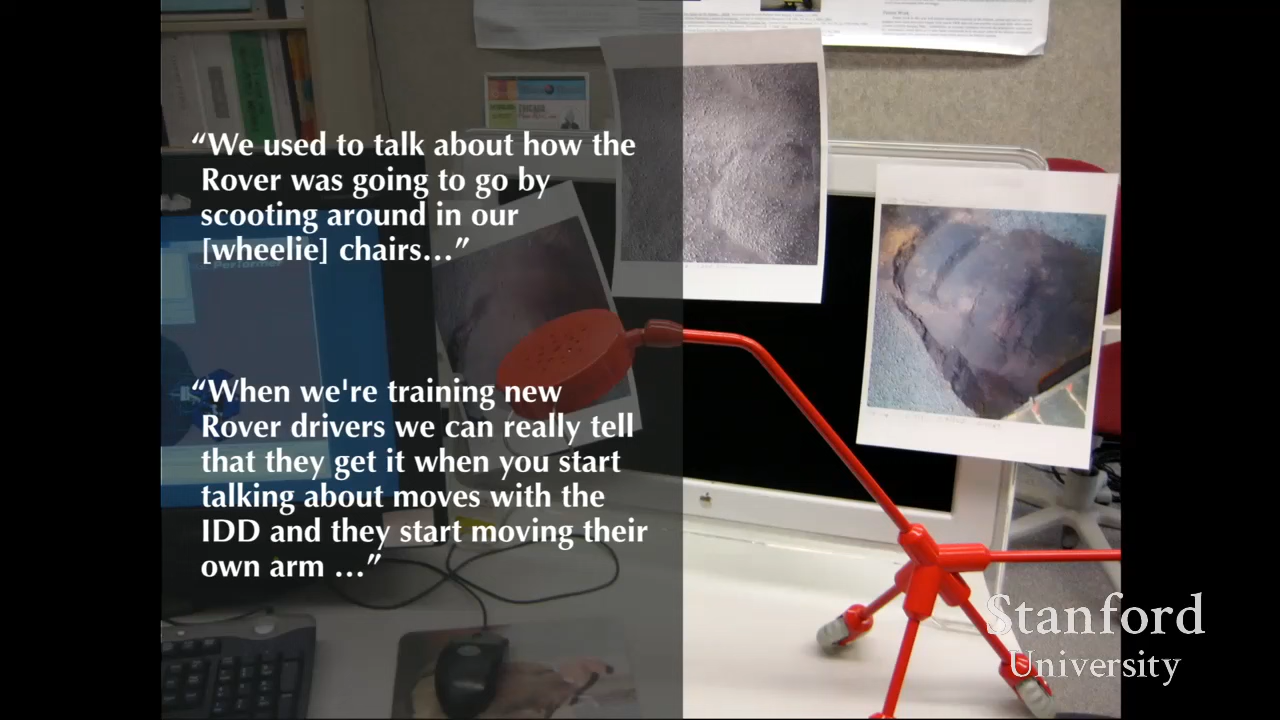 “We used to talk about how the
Rover was going to go by
scooting around in our
[wheelie] chairs…”
“When we're training new
Rover drivers we can really tell
that they get it when you start
talking about moves with the
IDD and they start moving their
own arm …”
Stanford
University